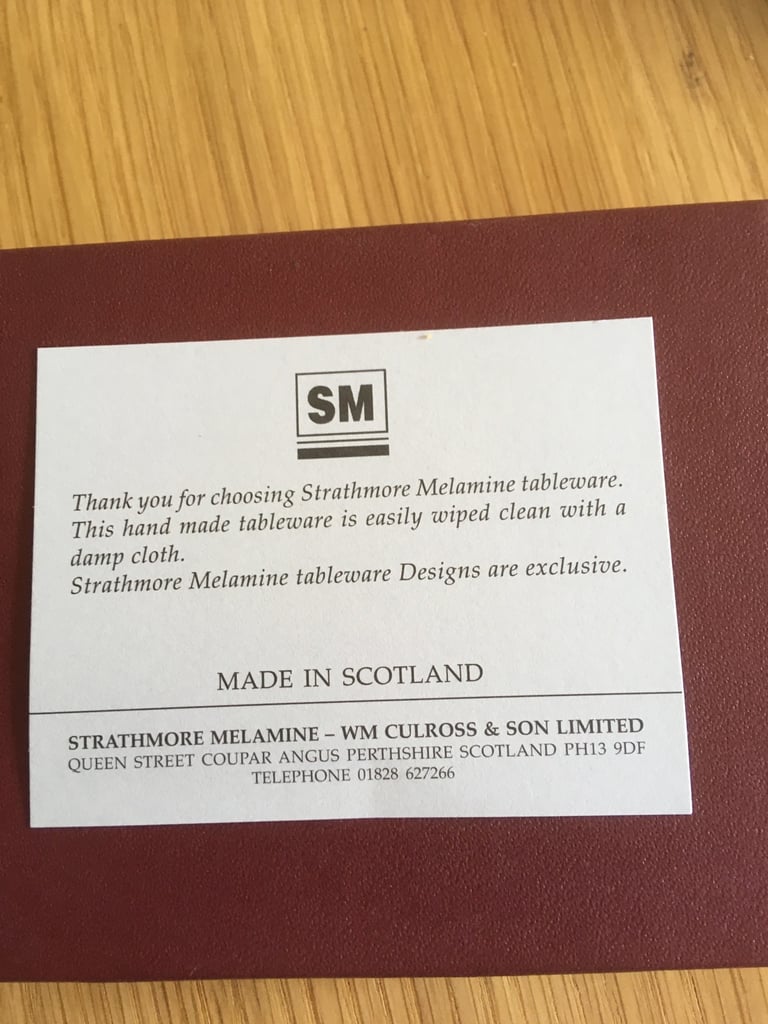 SM
Thank you for choosing Strathmore Melamine tableware.
This hand made tableware is easily wiped clean with a
damp cloth.
Strathmore Melamine tableware Designs are exclusive.
MADE IN SCOTLAND
STRATHMORE MELAMINE – WM CULROSS & SON LIMITED
QUEEN STREET COUPAR ANGUS PERTHSHIRE SCOTLAND PH13 9DF
TELEPHONE 01828 627266